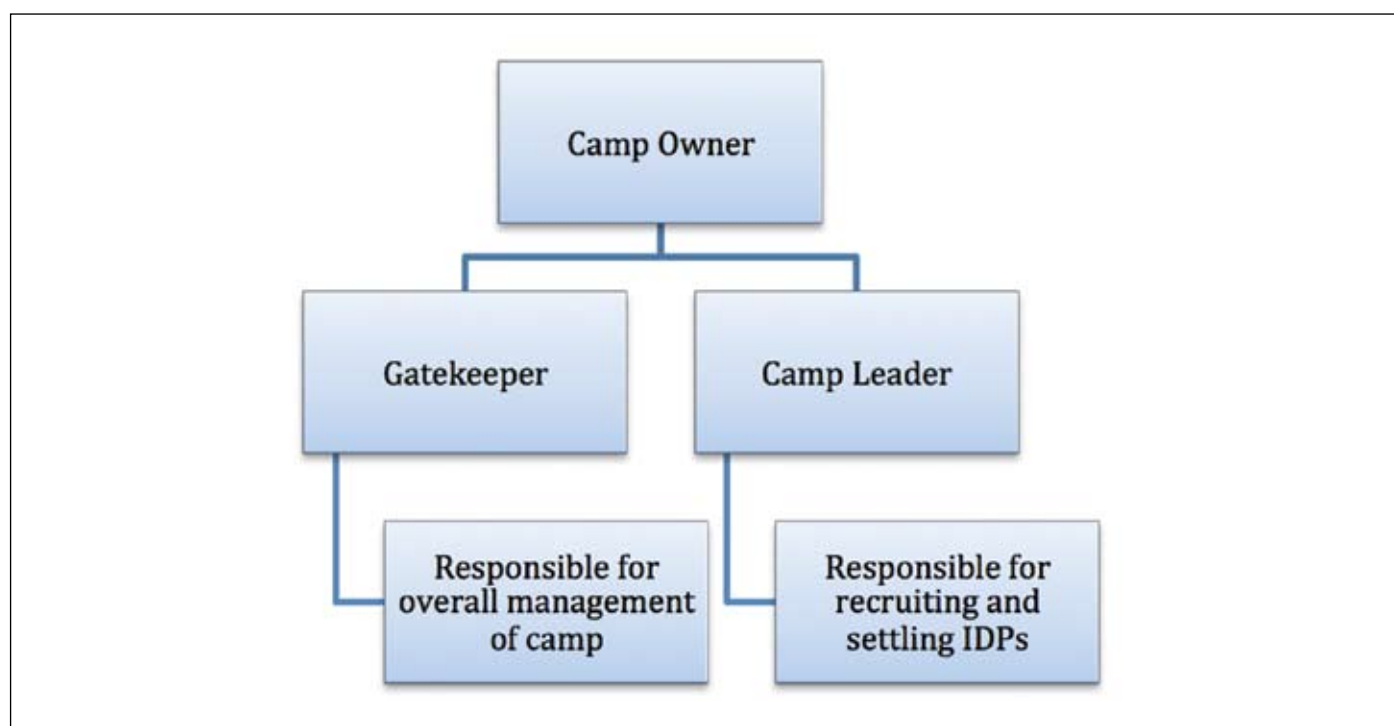 Camp Owner
Gatekeeper
Camp Leader
Responsible for
overall management
of camp
Responsible for
recruiting and
settling IDPs